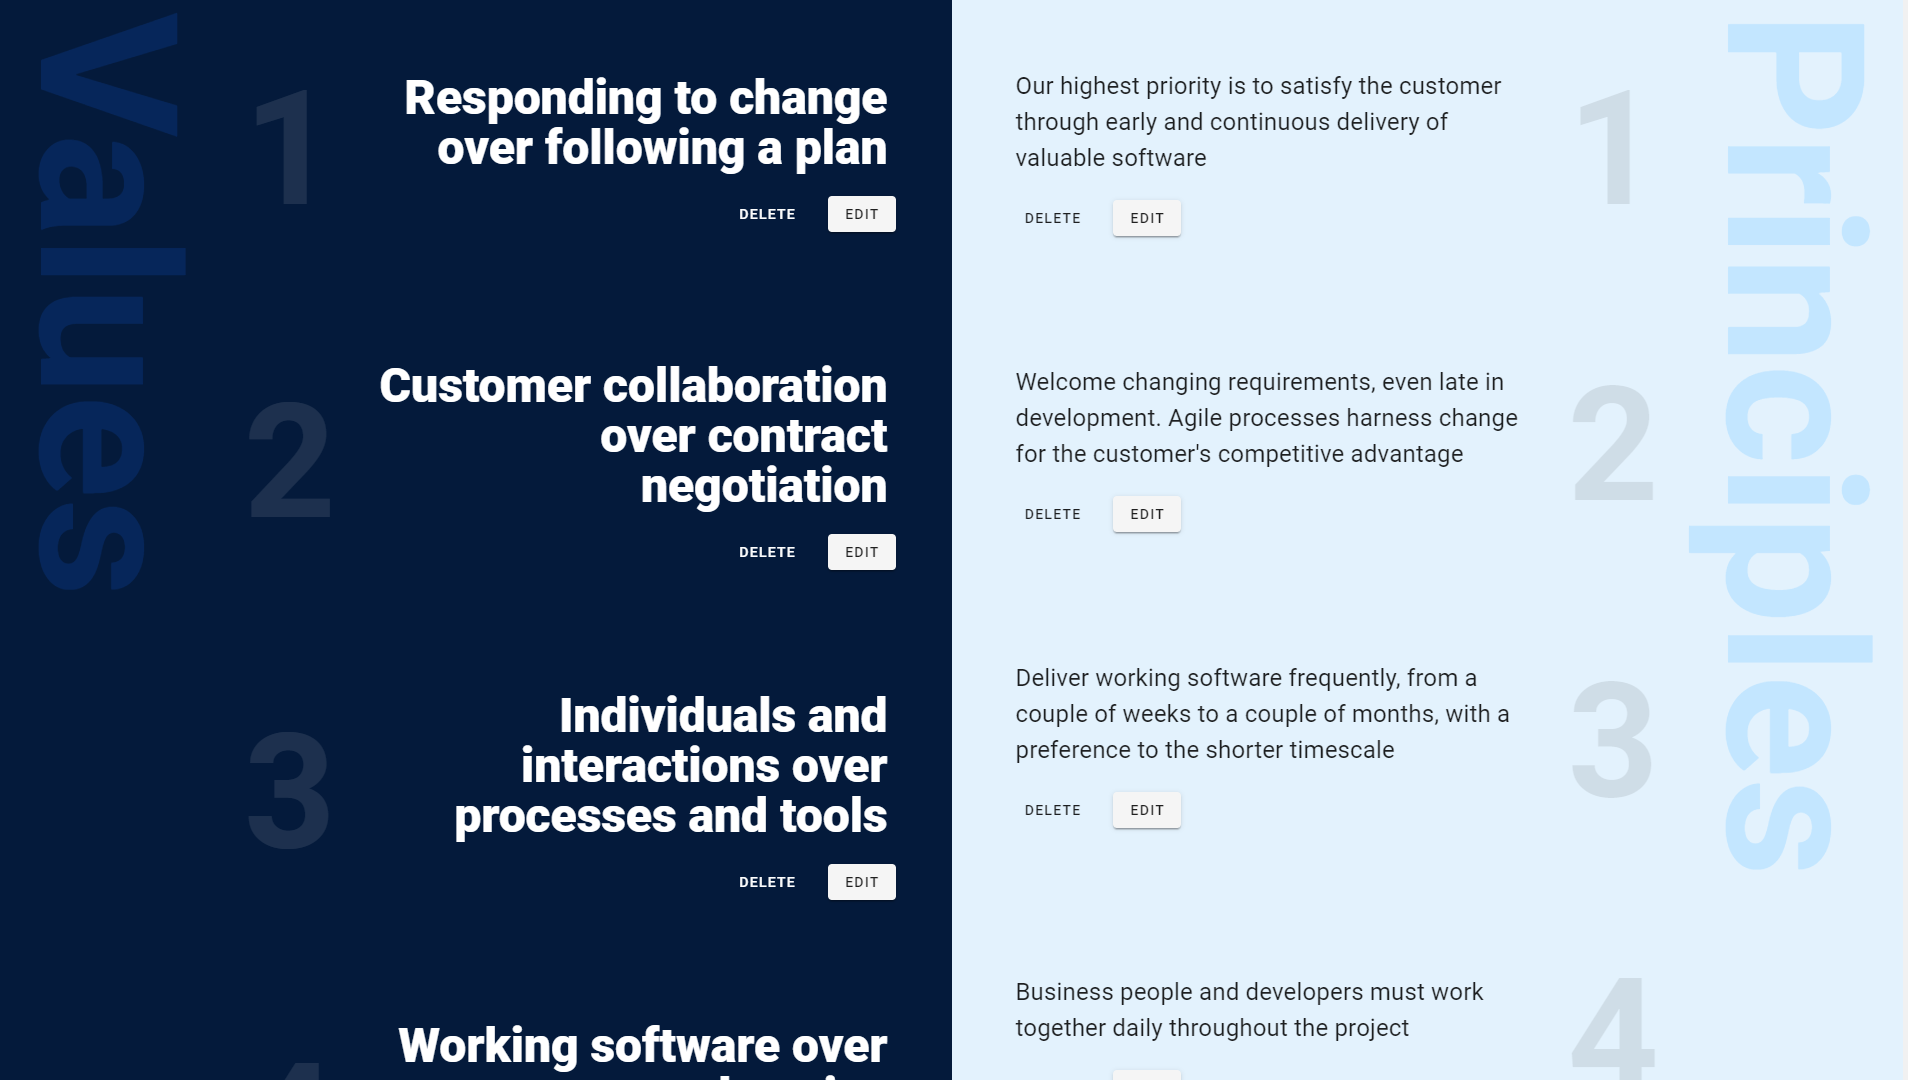 Values
1
Responding to change
over following a plan
DELETE EDIT
2
Customer collaboration
over contract
negotiation
DELETE EDIT
3
Individuals and
interactions over
processes and tools
DELETE EDIT
4
Working software over
Principles
Our highest priority is to satisfy the customer
through early and continuous delivery of
valuable software
1
DELETE EDIT
Welcome changing requirements, even late in
development. Agile processes harness change
for the customer's competitive advantage
2
DELETE EDIT
Deliver working software frequently, from a
couple of weeks to a couple of months, with a
preference to the shorter timescale
3
DELETE EDIT
Business people and developers must work
together daily throughout the project
4